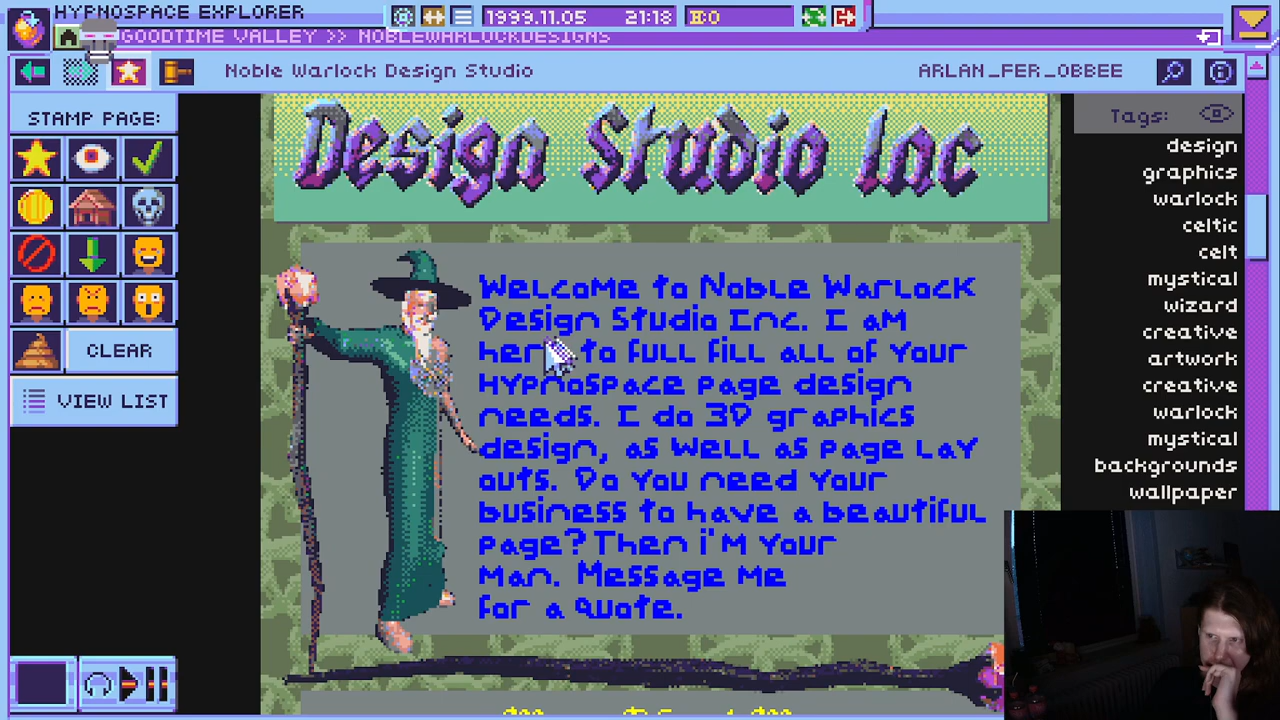 HYPNOSPACE EXPLORER
1999.11.05 21:18 0
GOODTIME VALLEY >> NOBLEWARLOCKDESIGNS
Noble Warlock Design Studio ARLAN_FER_OBBEE
STAMP PAGE:
CLEAR
VIEW LIST
Design Studio Inc
Welcome to Noble Warlock
Design Studio Inc. I am
here to full fill all of your
Hypnospace page design
needs. I do 3D graphics
design, as well as page lay
outs. Do you need your
business to have a beautiful
page? Then i'm your
man. Message me
for a quote.
Tags:
design
graphics
warlock
celtic
celt
mystical
wizard
creative
artwork
creative
warlock
mystical
backgrounds
wallpaper